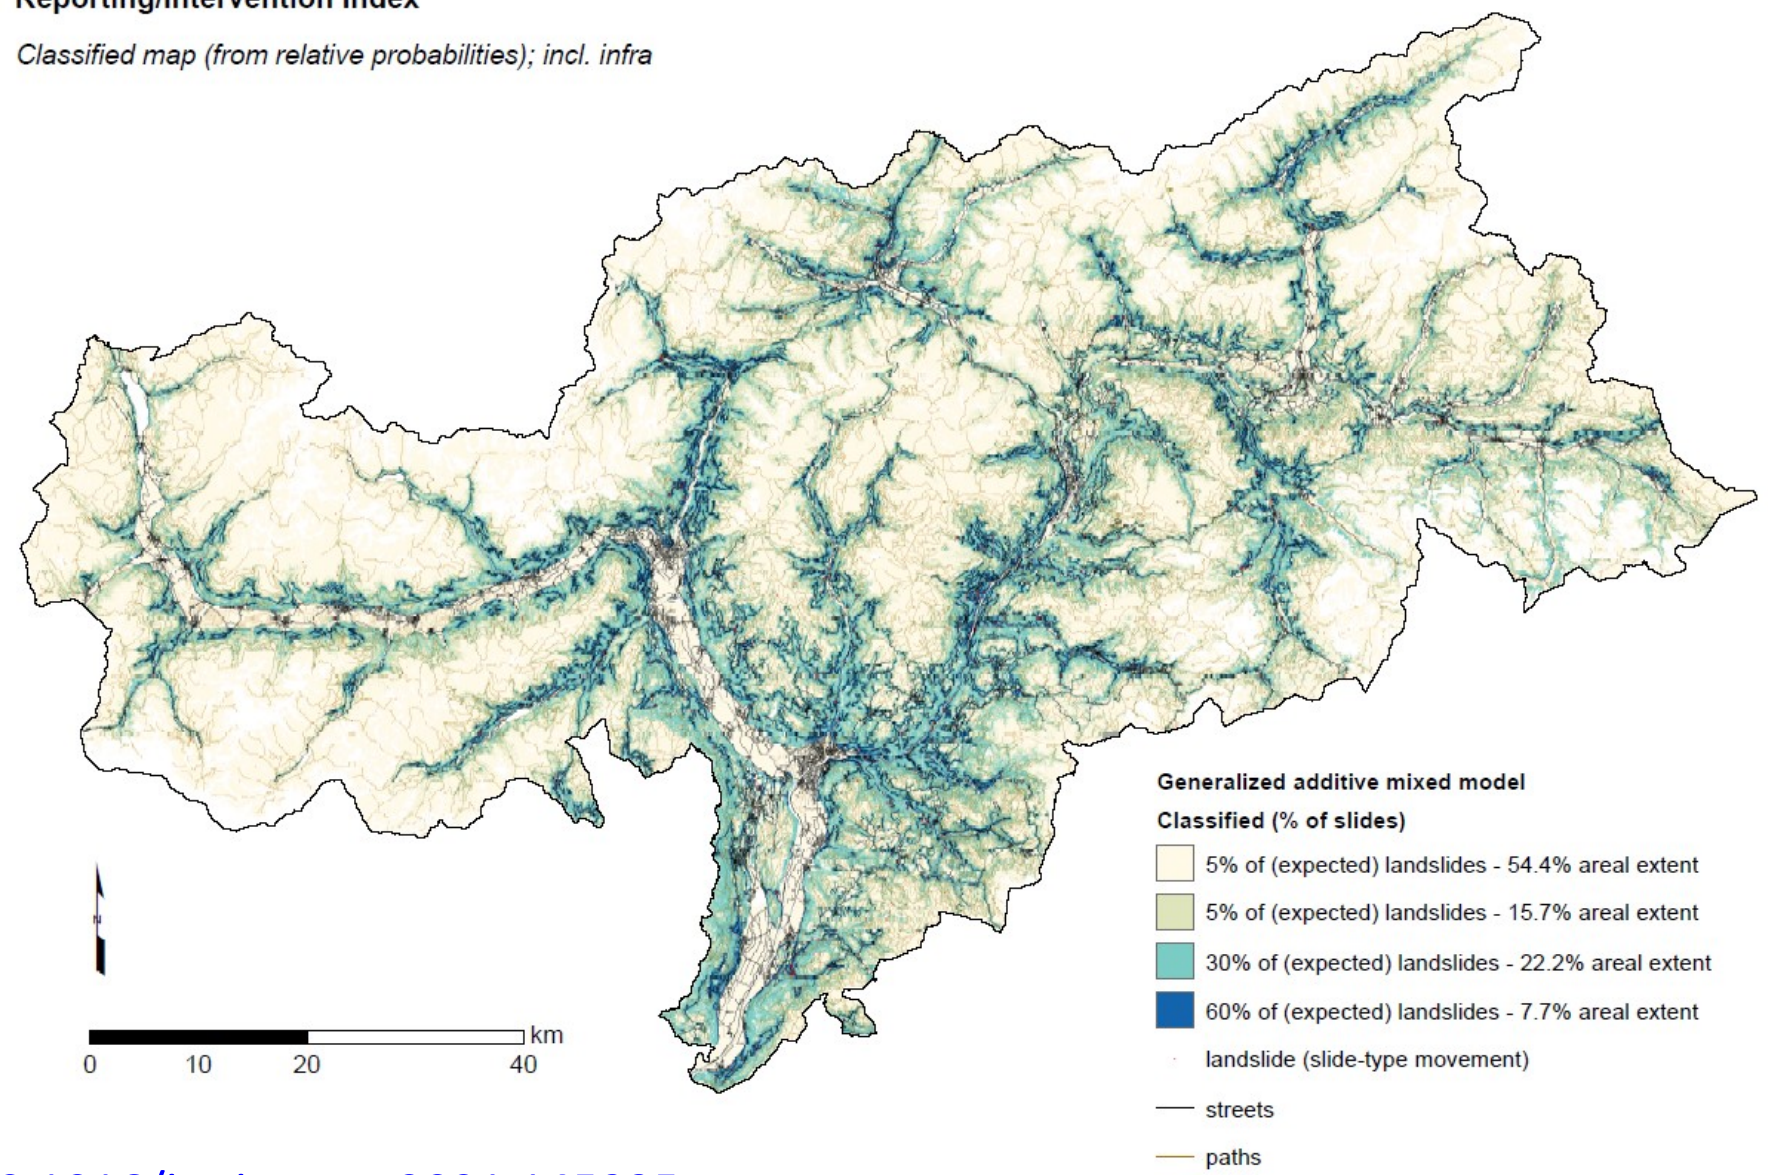 Reporting/Intervention Index
Classified map (from relative probabilities); incl. infra
Generalized additive mixed model
Classified (% of slides)
5% of (expected) landslides - 54.4% areal extent
5% of (expected) landslides - 15.7% areal extent
30% of (expected) landslides - 22.2% areal extent
60% of (expected) landslides - 7.7% areal extent
landslide (slide-type movement)
streets
paths
N
km
0 10 20 40